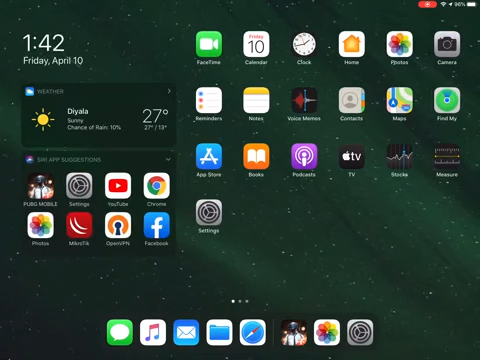 96%
1:42
Friday, April 10
WEATHER
Diyala
Sunny
Chance of Rain: 10%
27°
27° / 13°
SIRI APP SUGGESTIONS
PUBG MOBILE Settings YouTube Chrome
Photos MikroTik OpenVPN Facebook
Friday
10
FaceTime Calendar Clock Home Photos Camera
Reminders Notes Voice Memos Contacts Maps Find My
tv
App Store Books Podcasts TV Stocks Measure
Settings